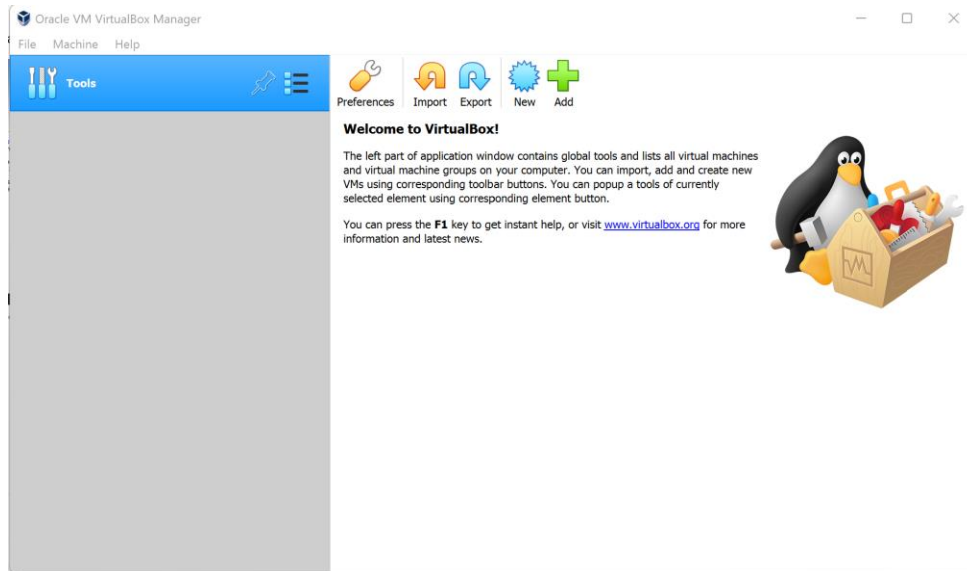 Oracle VM VirtualBox Manager
File Machine Help
Tools
Preferences Import Export New Add
Welcome to VirtualBox!
The left part of application window contains global tools and lists all virtual machines
and virtual machine groups on your computer. You can import, add and create new
VMs using corresponding toolbar buttons. You can popup a tools of currently
selected element using corresponding element button.
You can press the F1 key to get instant help, or visit www.virtualbox.org for more
information and latest news.